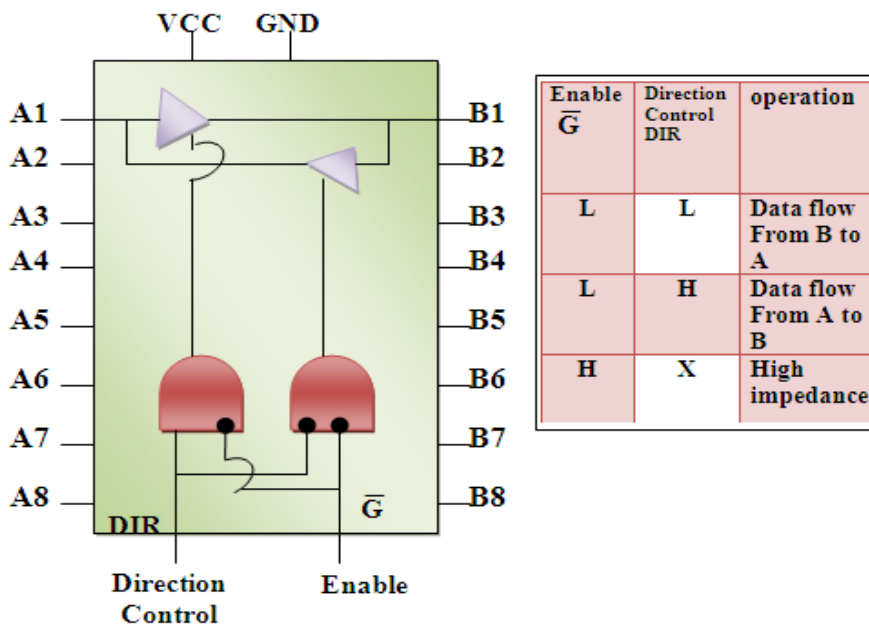 VCC GND
A1 B1
A2 B2
A3 B3
A4 B4
A5 B5
A6 B6
A7 B7
A8 B8
DIR G̅
Direction
Control
Enable
Enable
G̅
Direction
Control
DIR
operation
L L Data flow
From B to
A
L H Data flow
From A to
B
H X High
impedance